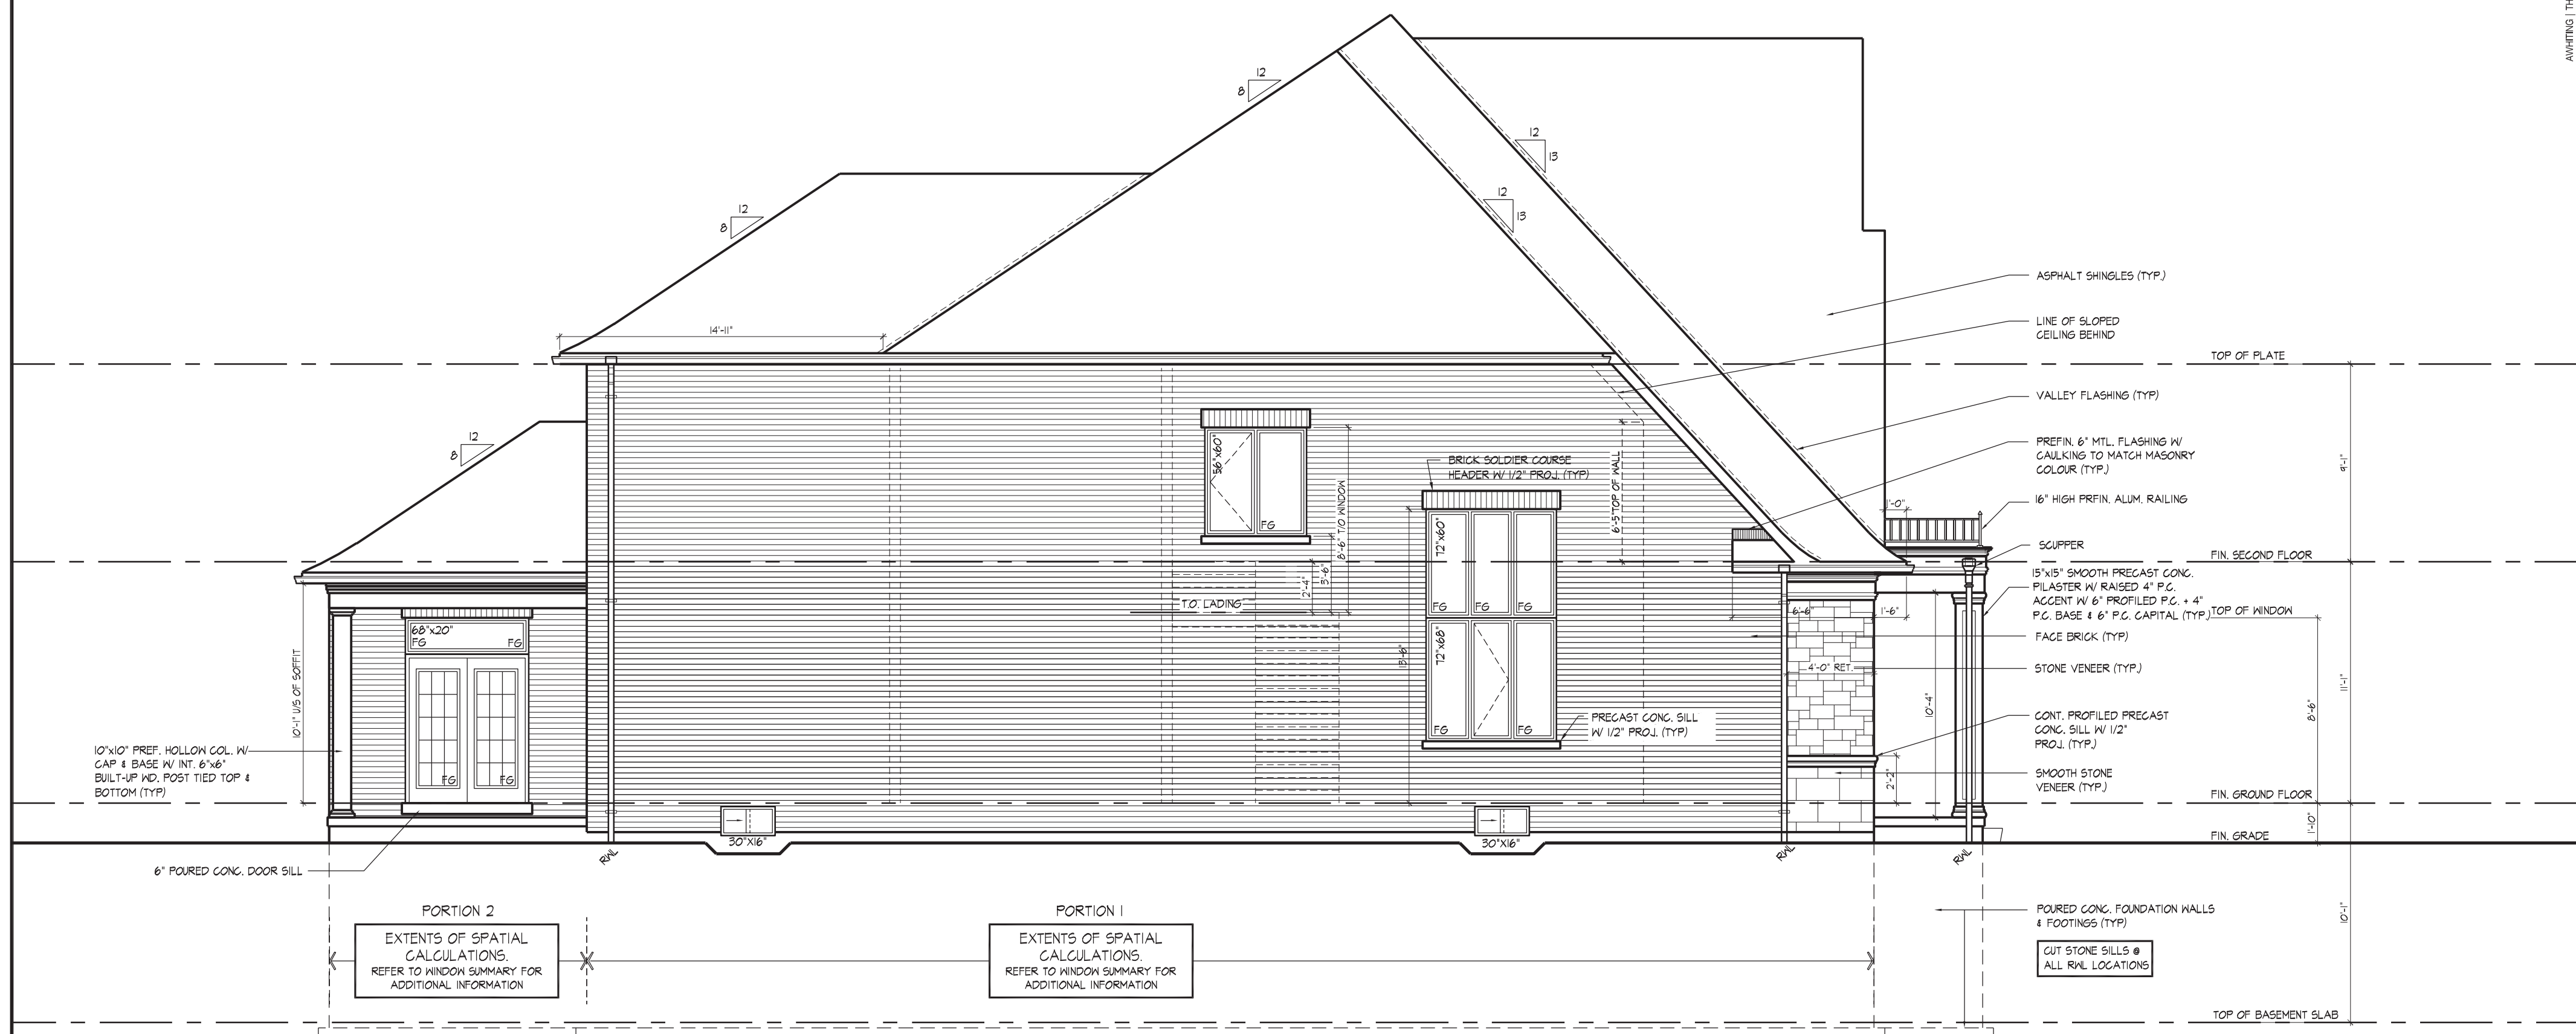 AWHITING | TH
12
8
12
8
12
13
12
13
12
8
14'-11"
ASPHALT SHINGLES (TYP.)
LINE OF SLOPED
CEILING BEHIND
TOP OF PLATE
VALLEY FLASHING (TYP)
PREFIN. 6" MTL. FLASHING W/
CAULKING TO MATCH MASONRY
COLOUR (TYP.)
9'-1"
16" HIGH PRFIN. ALUM. RAILING
1'-0"
SCUPPER
FIN. SECOND FLOOR
15"x15" SMOOTH PRECAST CONC.
PILASTER W/ RAISED 4" P.C.
ACCENT W/ 6" PROFILED P.C. + 4"
P.C. BASE & 6" P.C. CAPITAL (TYP.)
TOP OF WINDOW
FACE BRICK (TYP)
STONE VENEER (TYP.)
CONT. PROFILED PRECAST
CONC. SILL W/ 1/2"
PROJ. (TYP.)
SMOOTH STONE
VENEER (TYP.)
11'-1"
8'-6"
FIN. GROUND FLOOR
1'-10"
FIN. GRADE
56"x60"
FG
BRICK SOLDIER COURSE
HEADER W/ 1/2" PROJ. (TYP)
8'-6" T/O WINDOW
3'-6"
2'-4"
6'-5" TOP OF WALL
T.O. LADING
72"x60"
FG
FG
FG
72"x68"
FG
FG
13'-6"
PRECAST CONC. SILL
W/ 1/2" PROJ. (TYP)
6'-6"
1'-6"
4'-0" RET.
10'-4"
2'-2"
68"x20"
FG
FG
FG
FG
10'-1" U/S OF SOFFIT
10"x10" PREF. HOLLOW COL. W/
CAP & BASE W/ INT. 6"x6"
BUILT-UP WD. POST TIED TOP &
BOTTOM (TYP)
6" POURED CONC. DOOR SILL
RWL
30"X16"
30"X16"
RWL
RWL
PORTION 2
EXTENTS OF SPATIAL
CALCULATIONS.
REFER TO WINDOW SUMMARY FOR
ADDITIONAL INFORMATION
PORTION 1
EXTENTS OF SPATIAL
CALCULATIONS.
REFER TO WINDOW SUMMARY FOR
ADDITIONAL INFORMATION
POURED CONC. FOUNDATION WALLS
& FOOTINGS (TYP)
CUT STONE SILLS @
ALL RWL LOCATIONS
10'-1"
TOP OF BASEMENT SLAB